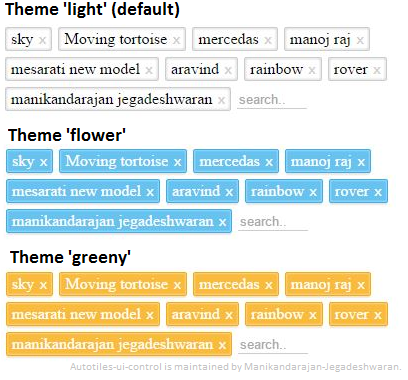 Theme 'light' (default)
sky x Moving tortoise x mercedas x manoj raj x
mesarati new model x aravind x rainbow x rover x
manikandarajan jegadeshwaran x search..
Theme 'flower'
sky x Moving tortoise x mercedas x manoj raj x
mesarati new model x aravind x rainbow x rover x
manikandarajan jegadeshwaran x search..
Theme 'greeny'
sky x Moving tortoise x mercedas x manoj raj x
mesarati new model x aravind x rainbow x rover x
manikandarajan jegadeshwaran x search..
Autotiles-ui-control is maintained by Manikandarajan-Jegadeshwaran.